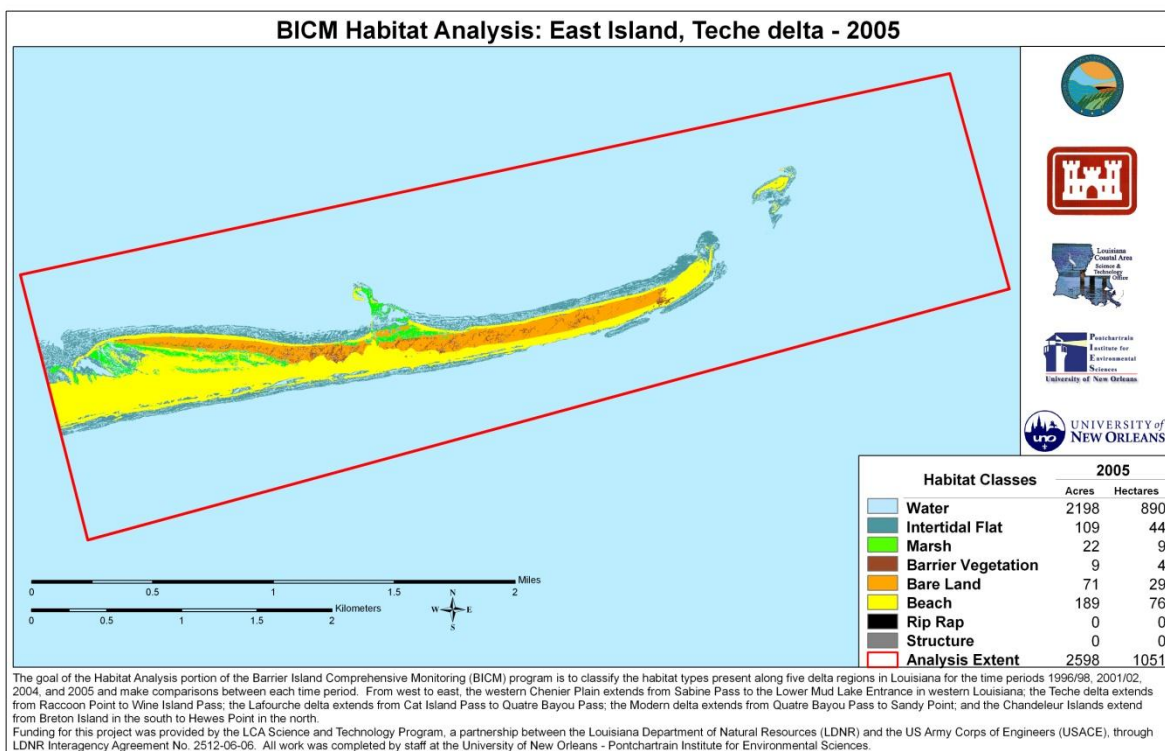 BICM Habitat Analysis: East Island, Teche delta - 2005
Louisiana
Coastal Area
Science &
Technology
Office
Pontchartrain
Institute for
Environmental
Sciences
University of New Orleans
uno
UNIVERSITY of
NEW ORLEANS
Habitat Classes 2005
Acres Hectares
Water 2198 890
Intertidal Flat 109 44
Marsh 22 9
Barrier Vegetation 9 4
Bare Land 71 29
Beach 189 76
Rip Rap 0 0
Structure 0 0
Analysis Extent 2598 1051
Miles
0 0.5 1 1.5 2
Kilometers
0 0.5 1 1.5 2
N
W E
S
The goal of the Habitat Analysis portion of the Barrier Island Comprehensive Monitoring (BICM) program is to classify the habitat types present along five delta regions in Louisiana for the time periods 1996/98, 2001/02,
2004, and 2005 and make comparisons between each time period. From west to east, the western Chenier Plain extends from Sabine Pass to the Lower Mud Lake Entrance in western Louisiana; the Teche delta extends
from Raccoon Point to Wine Island Pass; the Lafourche delta extends from Cat Island Pass to Quatre Bayou Pass; the Modern delta extends from Quatre Bayou Pass to Sandy Point; and the Chandeleur Islands extend
from Breton Island in the south to Hewes Point in the north.
Funding for this project was provided by the LCA Science and Technology Program, a partnership between the Louisiana Department of Natural Resources (LDNR) and the US Army Corps of Engineers (USACE), through
LDNR Interagency Agreement No. 2512-06-06. All work was completed by staff at the University of New Orleans - Pontchartrain Institute for Environmental Sciences.